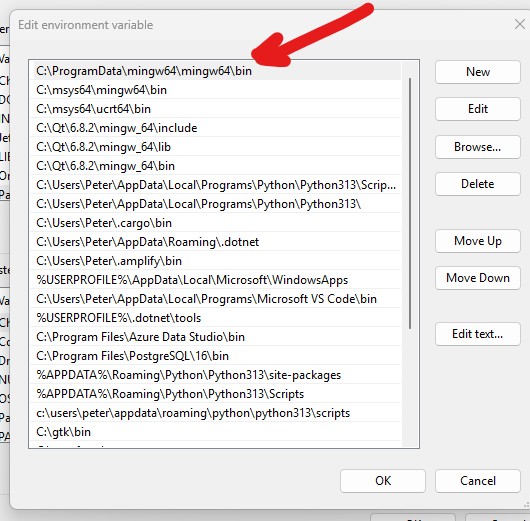 Edit environment variable
C:\ProgramData\mingw64\mingw64\bin
C:\msys64\mingw64\bin
C:\msys64\ucrt64\bin
C:\Qt\6.8.2\mingw_64\include
C:\Qt\6.8.2\mingw_64\lib
C:\Qt\6.8.2\mingw_64\bin
C:\Users\Peter\AppData\Local\Programs\Python\Python313\Scrip...
C:\Users\Peter\AppData\Local\Programs\Python\Python313\
C:\Users\Peter\.cargo\bin
C:\Users\Peter\AppData\Roaming\.dotnet
C:\Users\Peter\.amplify\bin
%USERPROFILE%\AppData\Local\Microsoft\WindowsApps
C:\Users\Peter\AppData\Local\Programs\Microsoft VS Code\bin
%USERPROFILE%\.dotnet\tools
C:\Program Files\Azure Data Studio\bin
C:\Program Files\PostgreSQL\16\bin
%APPDATA%\Roaming\Python\Python313\site-packages
%APPDATA%\Roaming\Python\Python313\Scripts
c:\users\peter\appdata\roaming\python\python313\scripts
C:\gtk\bin
New
Edit
Browse...
Delete
Move Up
Move Down
Edit text...
OK
Cancel